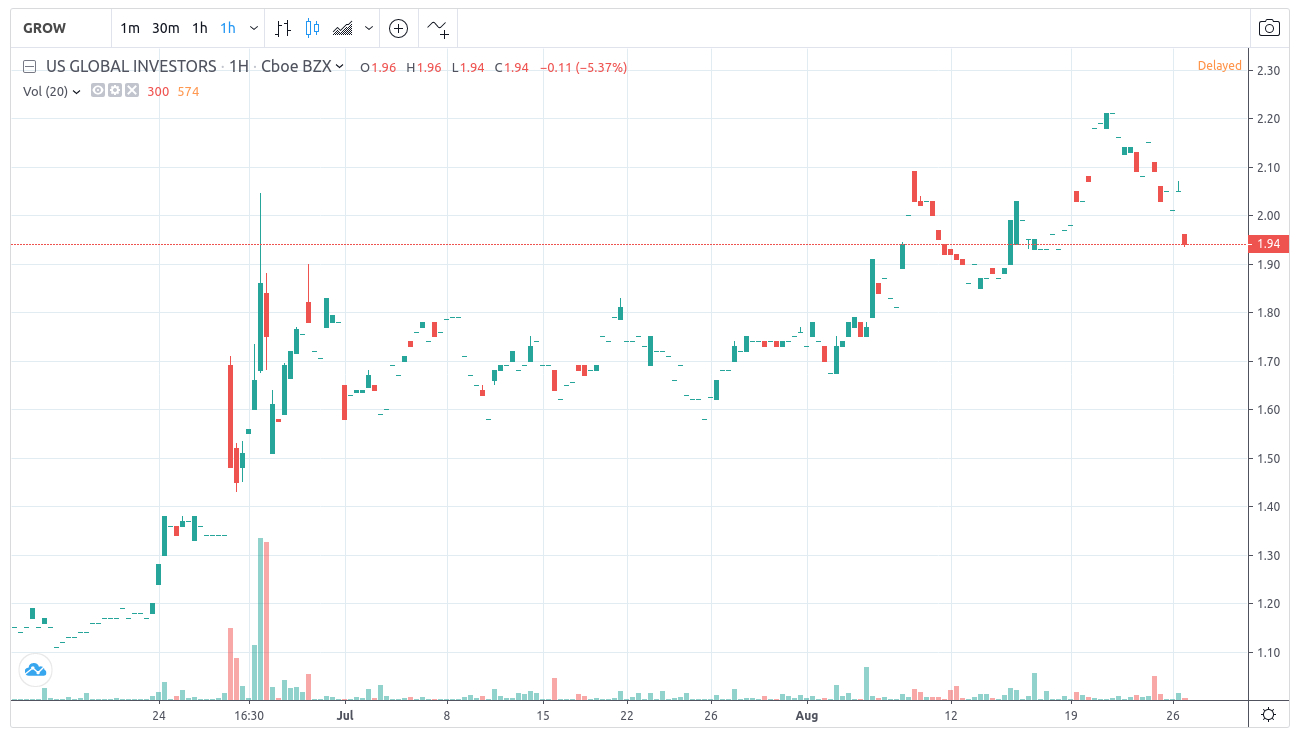 GROW 1m 30m 1h 1h
US GLOBAL INVESTORS · 1H · Cboe BZX O1.96 H1.96 L1.94 C1.94 −0.11 (−5.37%)
Delayed
Vol (20) 300 574
2.30
2.20
2.10
2.00
1.94
1.90
1.80
1.70
1.60
1.50
1.40
1.30
1.20
1.10
24 16:30 Jul 8 15 22 26 Aug 12 19 26